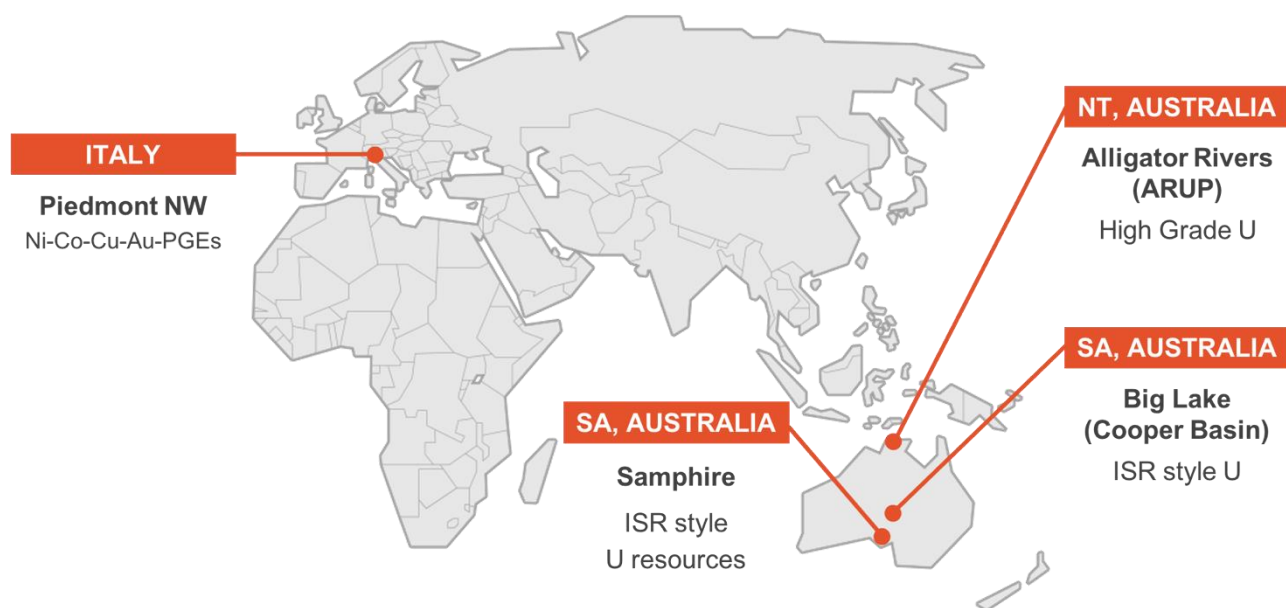 ITALY
Piedmont NW
Ni-Co-Cu-Au-PGEs
NT, AUSTRALIA
Alligator Rivers
(ARUP)
High Grade U
SA, AUSTRALIA
Big Lake
(Cooper Basin)
ISR style U
SA, AUSTRALIA
Samphire
ISR style
U resources